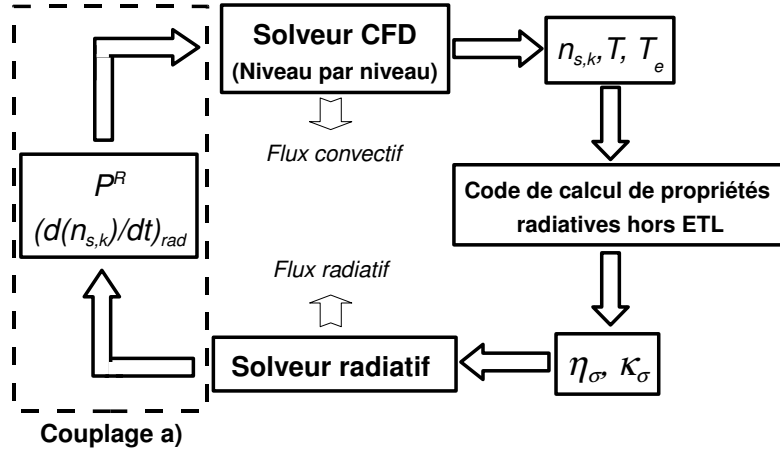 Solveur CFD
(Niveau par niveau)
n_{s,k}, T, T_e
Flux convectif
P^R
(d(n_{s,k})/dt)_{rad}
Code de calcul de propriétés
radiatives hors ETL
Flux radiatif
Solveur radiatif
η_σ, κ_σ
Couplage a)